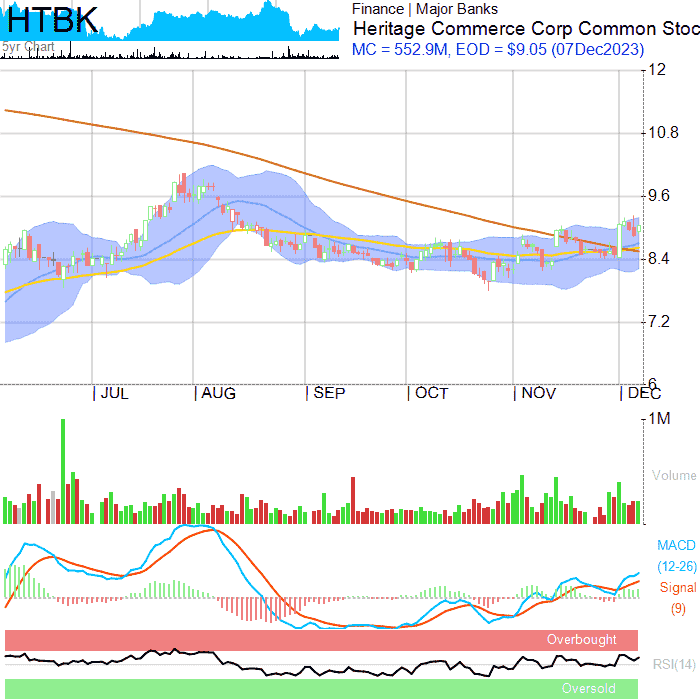 HTBK
5yr Chart
Finance | Major Banks
Heritage Commerce Corp Common Stoc
MC = 552.9M, EOD = $9.05 (07Dec2023)
12
10.8
9.6
8.4
7.2
6
JUL AUG SEP OCT NOV DEC
1M
Volume
MACD
(12-26)
Signal
(9)
Overbought
RSI(14)
Oversold